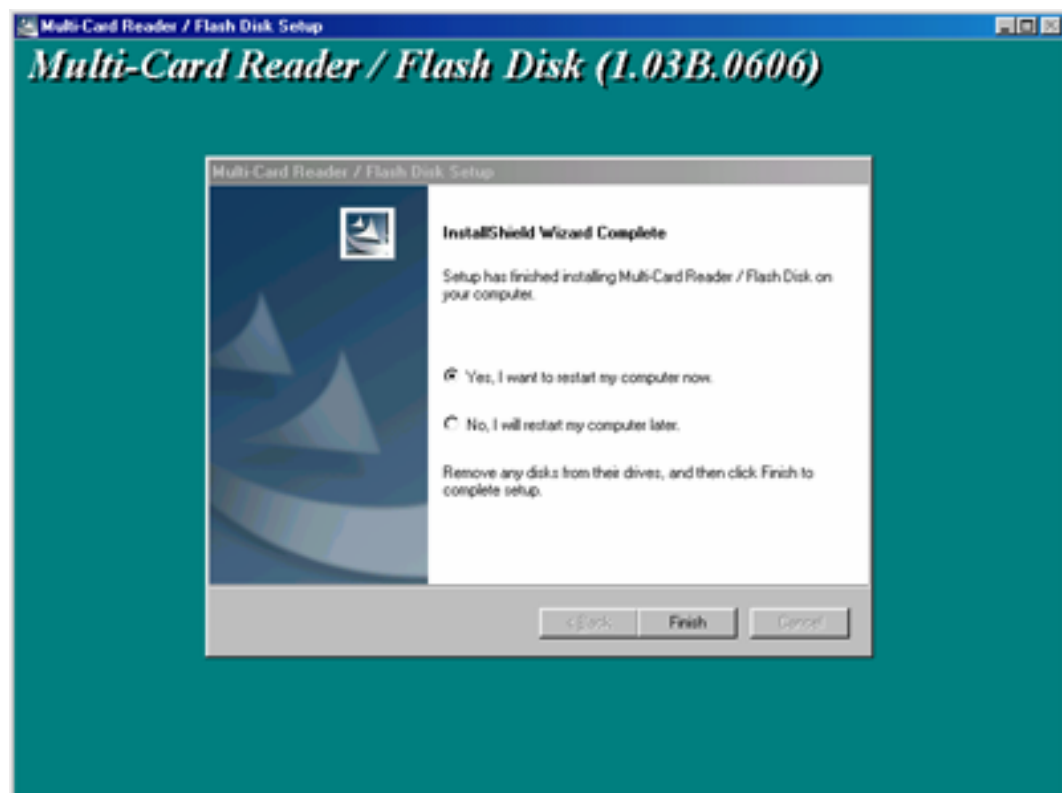 Multi-Card Reader / Flash Disk Setup
Multi-Card Reader / Flash Disk (1.03B.0606)
Multi-Card Reader / Flash Disk Setup
InstallShield Wizard Complete
Setup has finished installing Multi-Card Reader / Flash Disk on
your computer.
Yes, I want to restart my computer now.
No, I will restart my computer later.
Remove any disks from their drives, and then click Finish to
complete setup.
< Back Finish Cancel